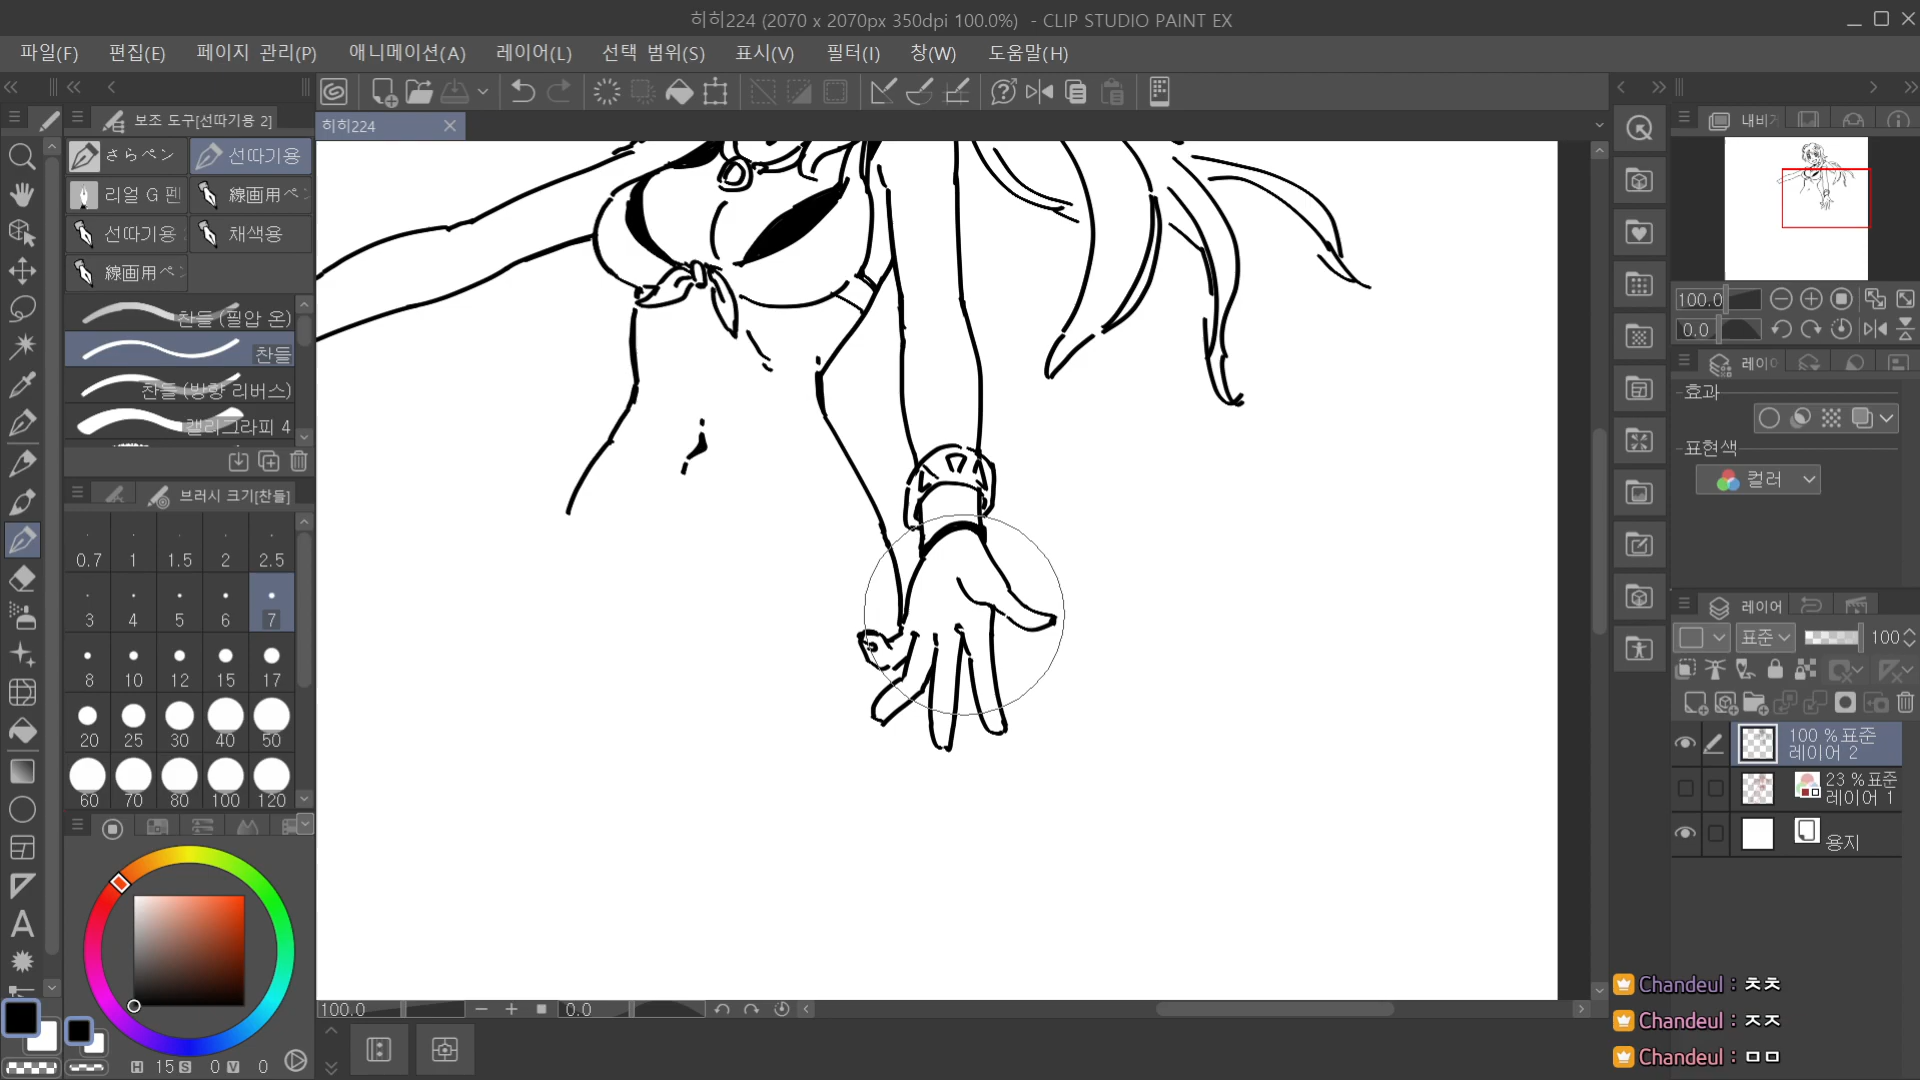 히히224 (2070 x 2070px 350dpi 100.0%) - CLIP STUDIO PAINT EX
파일(F) 편집(E) 페이지 관리(P) 애니메이션(A) 레이어(L) 선택 범위(S) 표시(V) 필터(I) 창(W) 도움말(H)
보조 도구[선따기용 2]
히히224
내비
さらペン 선따기용
리얼 G 펜 線画用ペ
선따기용 채색용
線画用ペ
찬들 (필압 온)
찬들
찬들 (방향 리버스)
캘리그라피 4
브러시 크기[찬들]
0.7 1 1.5 2 2.5
3 4 5 6 7
8 10 12 15 17
20 25 30 40 50
60 70 80 100 120
H 15 S 0 V 0
100.0 0.0
100.0
0.0
레이어
효과
표현색
컬러
레이어
표준 100
100 %표준
레이어 2
23 %표준
레이어 1
용지
Chandeul : ㅊㅊ
Chandeul : ㅈㅈ
Chandeul : ㅁㅁ